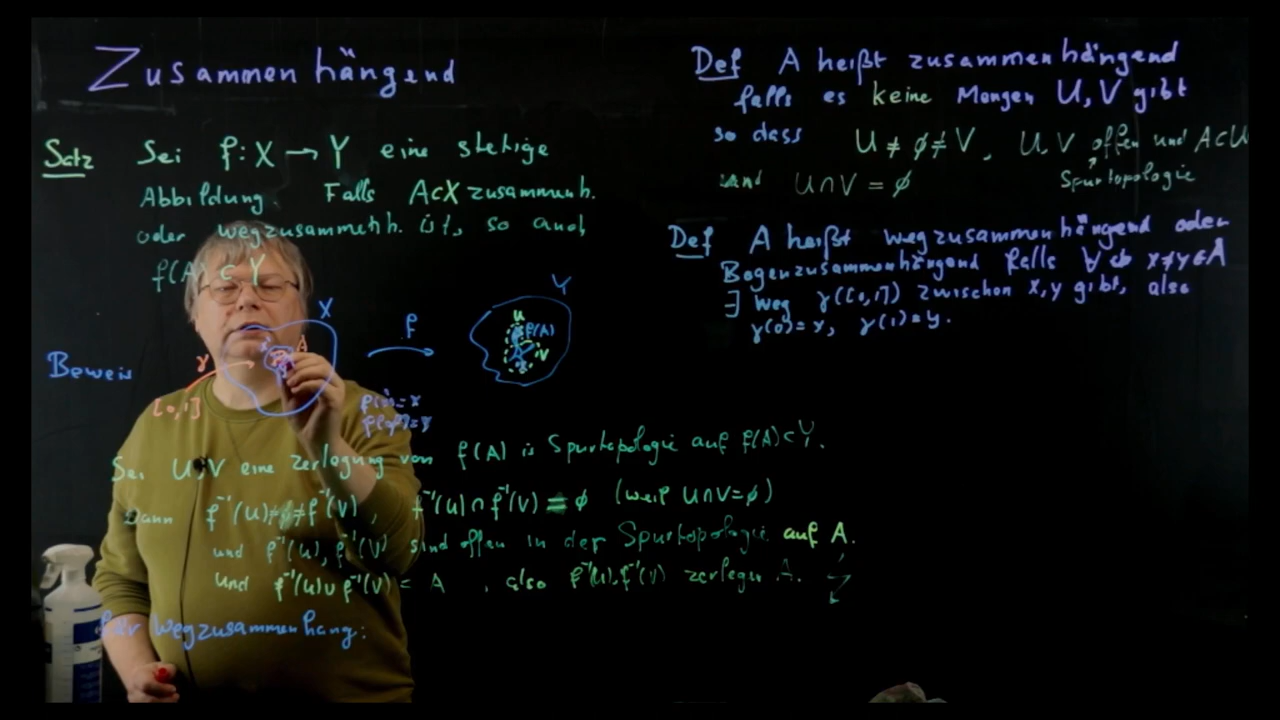 Zusammenhängend
Satz Sei f: X → Y eine stetige
Abbildung. Falls A⊂X zusammenh.
oder wegzusammenh. ist, so auch
f(A) ⊂ Y
Beweis
X
A
γ
[0,1]
f
Y
U
f(A)
V
Sei U,V eine Zerlegung von f(A) is Spurtopologie auf f(A)⊂Y.
Dann f⁻¹(U)≠∅≠f⁻¹(V), f⁻¹(U)∩f⁻¹(V) = ∅ (weil U∩V=∅)
und f⁻¹(U), f⁻¹(V) sind offen in der Spurtopologie auf A.
und f⁻¹(U)∪f⁻¹(V) = A, also f⁻¹(U), f⁻¹(V) zerlegen A.
Für Wegzusammenhang:
Def A heißt zusammenhängend
falls es keine Mengen U,V gibt
so dass U ≠ ∅ ≠ V, U,V offen und A⊂U
Spurtopologie
und U∩V = ∅
Def A heißt wegzusammenhängend oder
Bogenzusammenhängend falls ∀ x≠y∈A
∃ Weg γ([0,1]) zwischen x,y gibt, also
γ(0)=x, γ(1)=y.